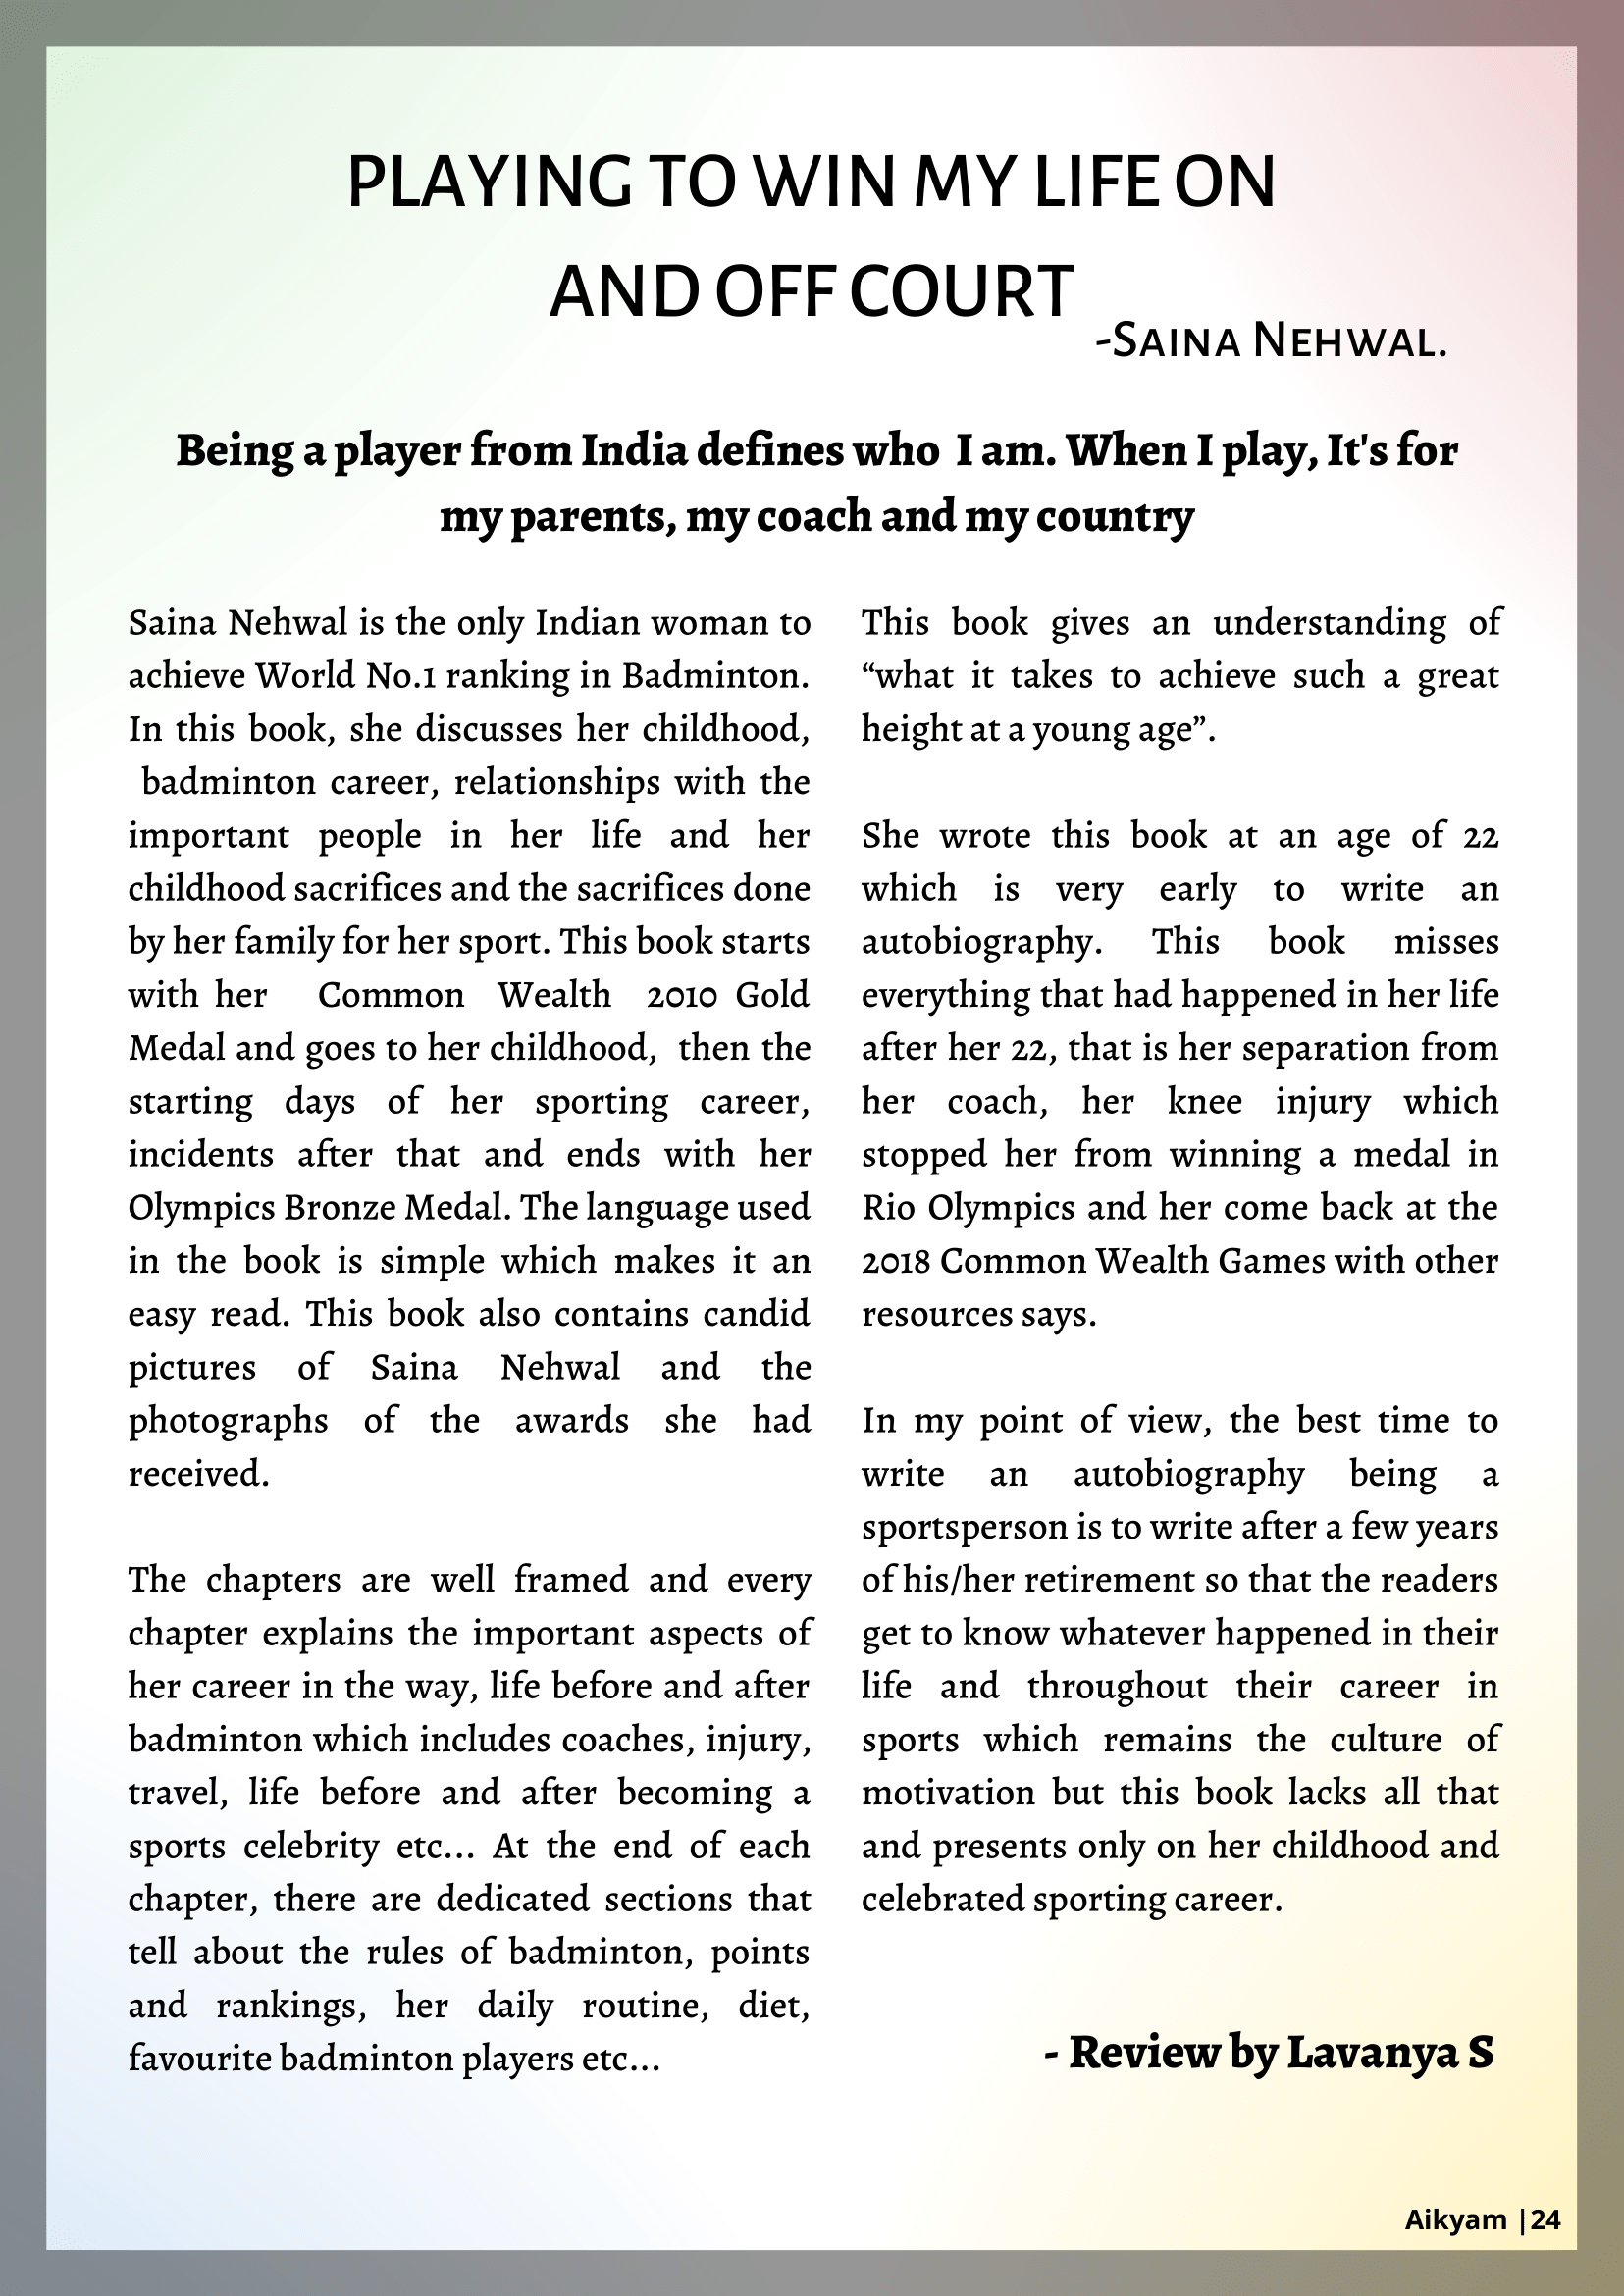 PLAYING TO WIN MY LIFE ON
AND OFF COURT
-SAINA NEHWAL.
Being a player from India defines who I am. When I play, It's for
my parents, my coach and my country
Saina Nehwal is the only Indian woman to
achieve World No.1 ranking in Badminton.
In this book, she discusses her childhood,
badminton career, relationships with the
important people in her life and her
childhood sacrifices and the sacrifices done
by her family for her sport. This book starts
with her Common Wealth 2010 Gold
Medal and goes to her childhood, then the
starting days of her sporting career,
incidents after that and ends with her
Olympics Bronze Medal. The language used
in the book is simple which makes it an
easy read. This book also contains candid
pictures of Saina Nehwal and the
photographs of the awards she had
received.
The chapters are well framed and every
chapter explains the important aspects of
her career in the way, life before and after
badminton which includes coaches, injury,
travel, life before and after becoming a
sports celebrity etc... At the end of each
chapter, there are dedicated sections that
tell about the rules of badminton, points
and rankings, her daily routine, diet,
favourite badminton players etc...
This book gives an understanding of
“what it takes to achieve such a great
height at a young age”.
She wrote this book at an age of 22
which is very early to write an
autobiography. This book misses
everything that had happened in her life
after her 22, that is her separation from
her coach, her knee injury which
stopped her from winning a medal in
Rio Olympics and her come back at the
2018 Common Wealth Games with other
resources says.
In my point of view, the best time to
write an autobiography being a
sportsperson is to write after a few years
of his/her retirement so that the readers
get to know whatever happened in their
life and throughout their career in
sports which remains the culture of
motivation but this book lacks all that
and presents only on her childhood and
celebrated sporting career.
- Review by Lavanya S
Aikyam |24